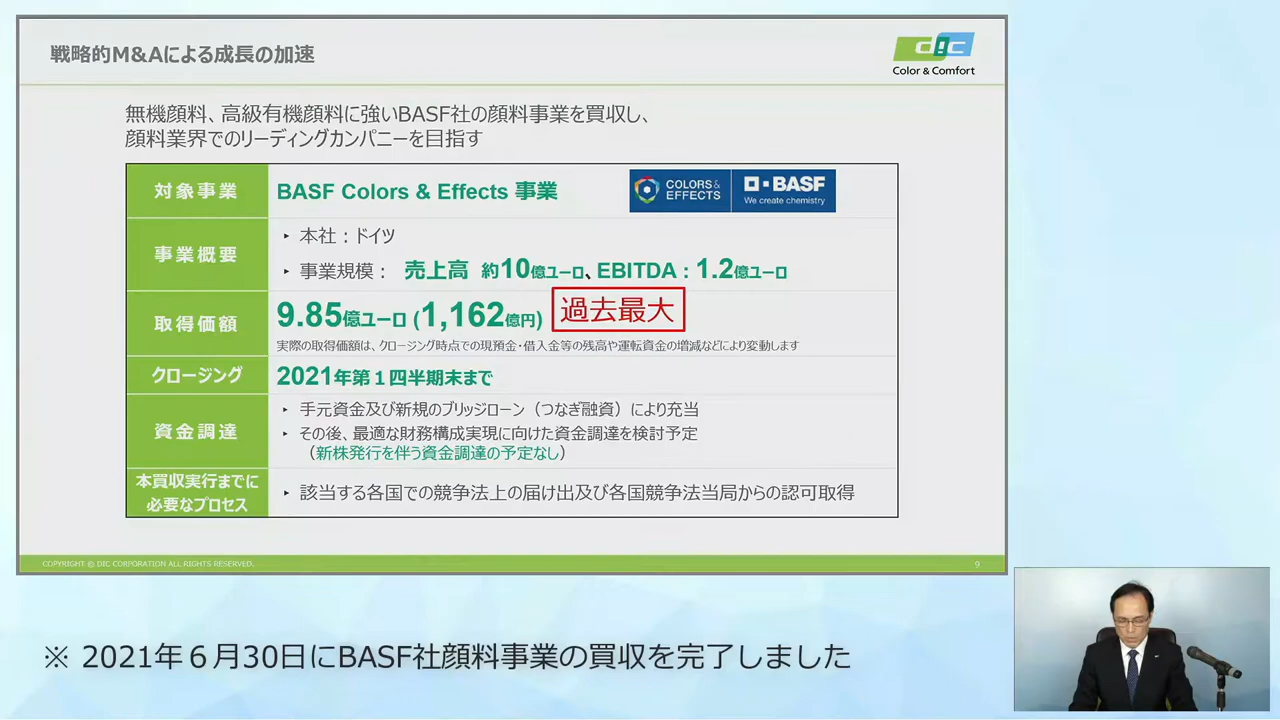 戦略的M&Aによる成長の加速
DIC
Color & Comfort
無機顔料、高級有機顔料に強いBASF社の顔料事業を買収し、
顔料業界でのリーディングカンパニーを目指す
対象事業
BASF Colors & Effects 事業
COLORS&
EFFECTS
BASF
We create chemistry
事業概要
‣ 本社：ドイツ
‣ 事業規模： 売上高 約10億ユーロ、EBITDA：1.2億ユーロ
取得価額
9.85億ユーロ (1,162億円)
過去最大
実際の取得価額は、クロージング時点での現預金・借入金等の残高や運転資金の増減などにより変動します
クロージング
2021年第１四半期末まで
資金調達
‣ 手元資金及び新規のブリッジローン（つなぎ融資）により充当
‣ その後、最適な財務構成実現に向けた資金調達を検討予定
（新株発行を伴う資金調達の予定なし）
本買収実行までに
必要なプロセス
‣ 該当する各国での競争法上の届け出及び各国競争法当局からの認可取得
COPYRIGHT © DIC CORPORATION ALL RIGHTS RESERVED.
9
※ 2021年６月30日にBASF社顔料事業の買収を完了しました